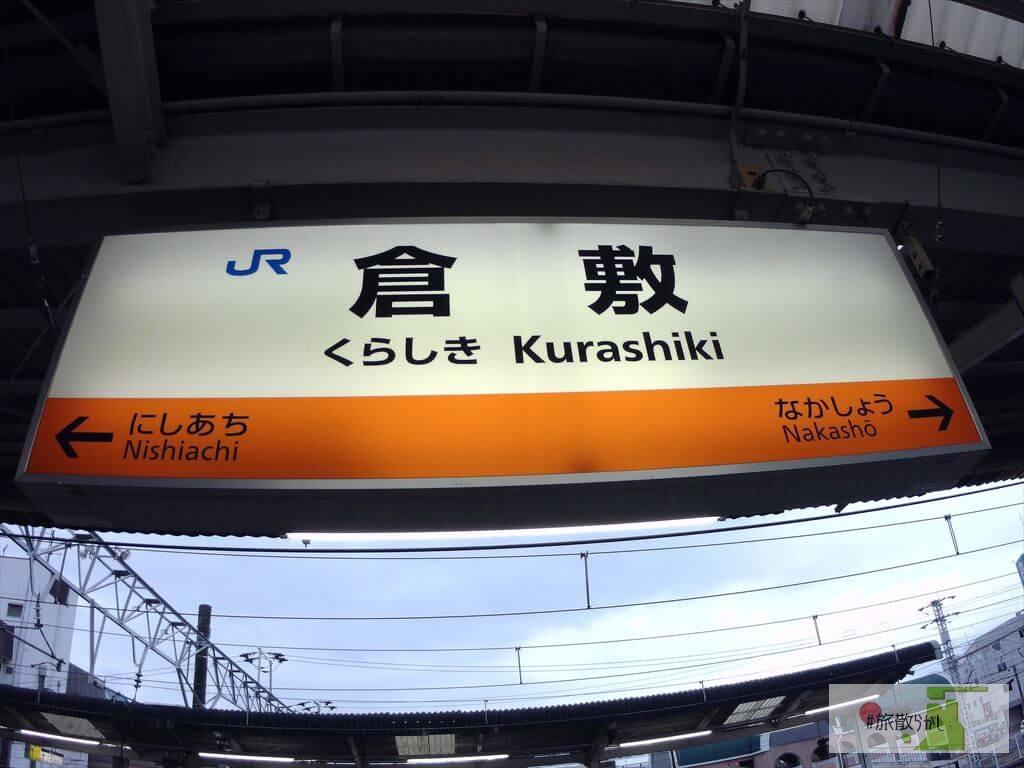 JR 倉敷
くらしき Kurashiki
← にしあち
Nishiachi
なかしょう →
Nakashō
#旅散らかし